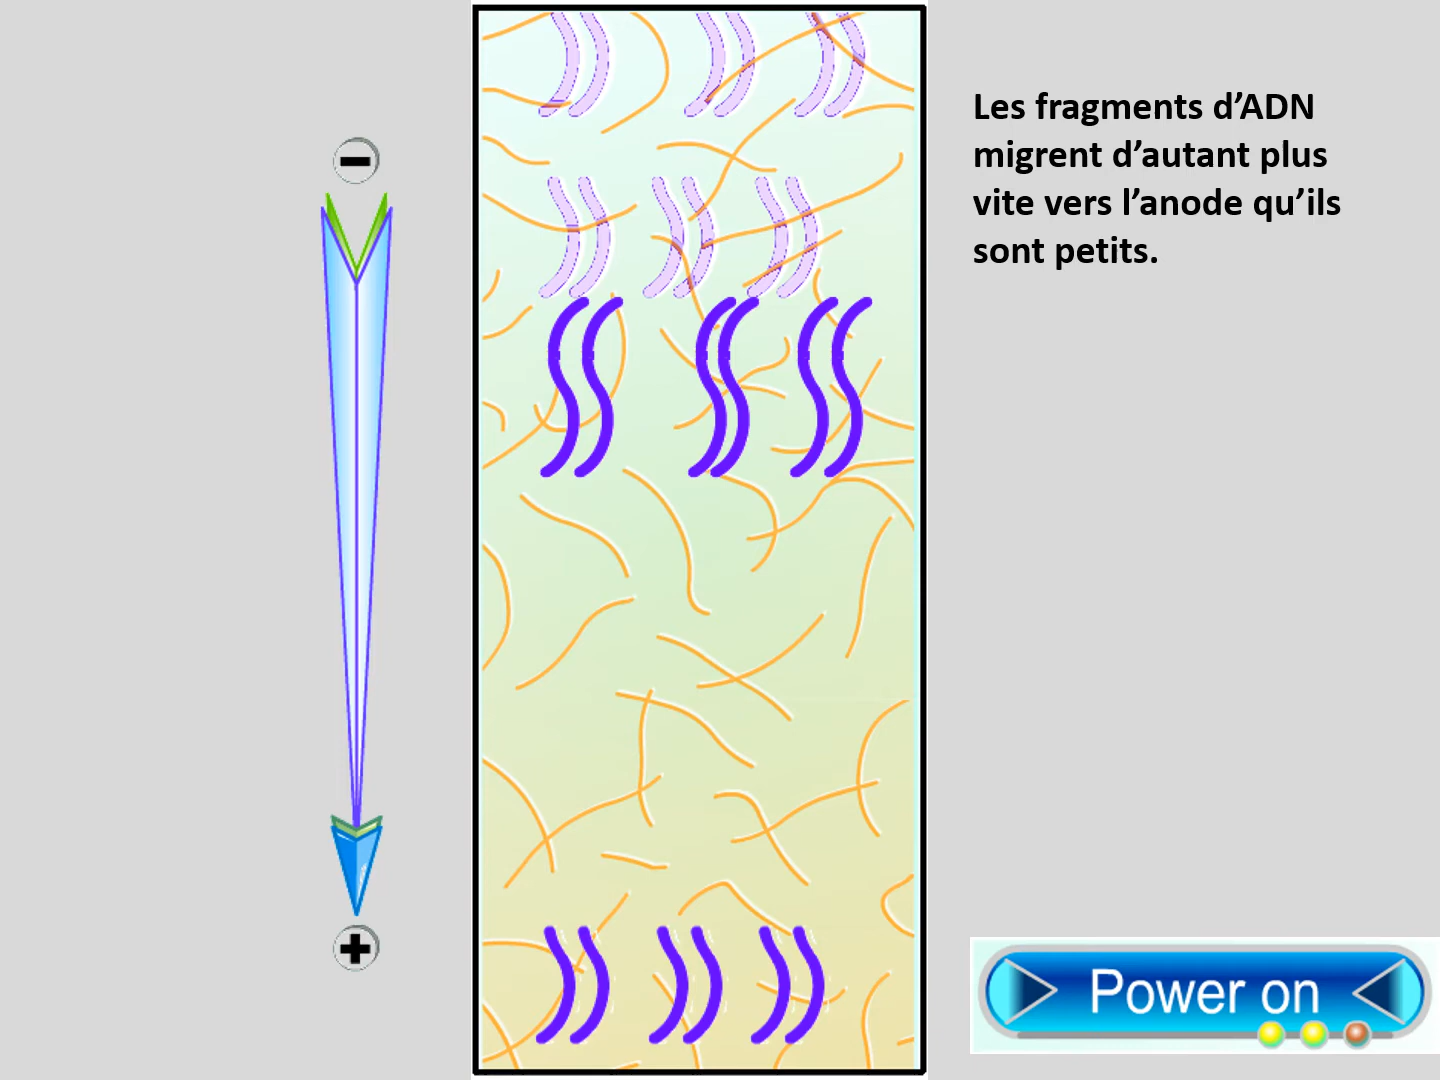 Les fragments d’ADN
migrent d’autant plus
vite vers l’anode qu’ils
sont petits.
Power on